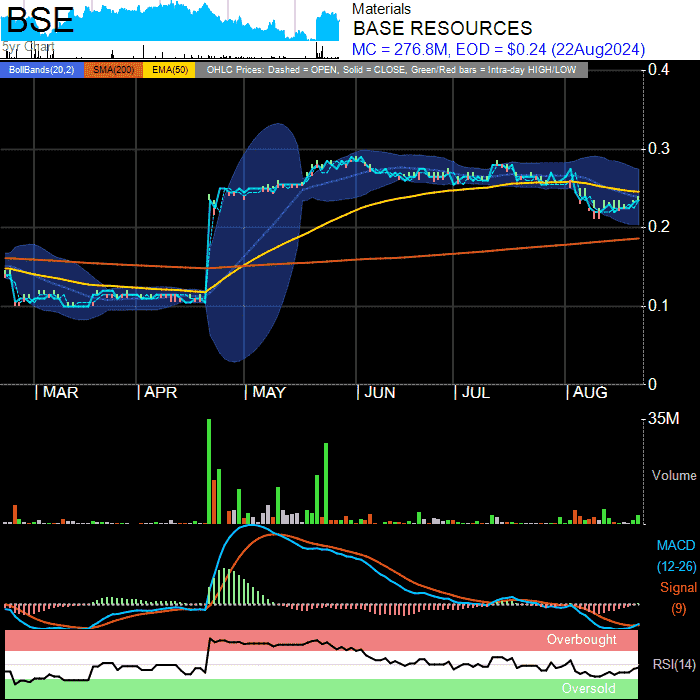 BSE
5yr Chart
Materials
BASE RESOURCES
MC = 276.8M, EOD = $0.24 (22Aug2024)
BollBands(20,2) SMA(200) EMA(50) OHLC Prices: Dashed = OPEN, Solid = CLOSE, Green/Red bars = Intra-day HIGH/LOW
0.4
0.3
0.2
0.1
0
| MAR | APR | MAY | JUN | JUL | AUG
35M
Volume
MACD
(12-26)
Signal
(9)
Overbought
RSI(14)
Oversold